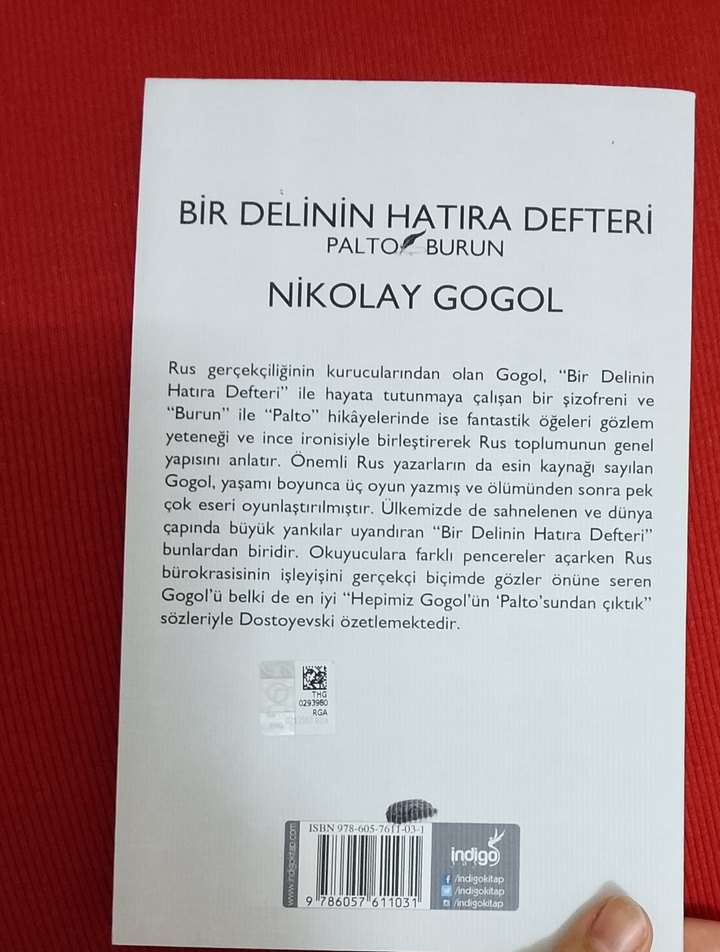 BİR DELİNİN HATIRA DEFTERİ
PALTO BURUN
NİKOLAY GOGOL
Rus gerçekçiliğinin kurucularından olan Gogol, “Bir Delinin
Hatıra Defteri” ile hayata tutunmaya çalışan bir şizofreni ve
“Burun” ile “Palto” hikâyelerinde ise fantastik öğeleri gözlem
yeteneği ve ince ironisiyle birleştirerek Rus toplumunun genel
yapısını anlatır. Önemli Rus yazarların da esin kaynağı sayılan
Gogol, yaşamı boyunca üç oyun yazmış ve ölümünden sonra pek
çok eseri oyunlaştırılmıştır. Ülkemizde de sahnelenen ve dünya
çapında büyük yankılar uyandıran “Bir Delinin Hatıra Defteri”
bunlardan biridir. Okuyuculara farklı pencereler açarken Rus
bürokrasisinin işleyişini gerçekçi biçimde gözler önüne seren
Gogol’ü belki de en iyi “Hepimiz Gogol’ün ‘Palto’sundan çıktık”
sözleriyle Dostoyevski özetlemektedir.
THG
0293980
RGA
www.indigokitap.com
ISBN 978-605-7611-03-1
9 786057 611031
indigo
/indigokitap
/indigokitap
/indigokitap